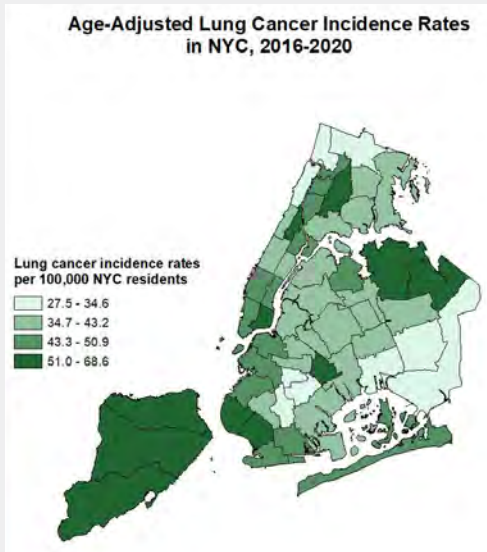 Age-Adjusted Lung Cancer Incidence Rates
in NYC, 2016-2020
Lung cancer incidence rates
per 100,000 NYC residents
27.5 - 34.6
34.7 - 43.2
43.3 - 50.9
51.0 - 68.6